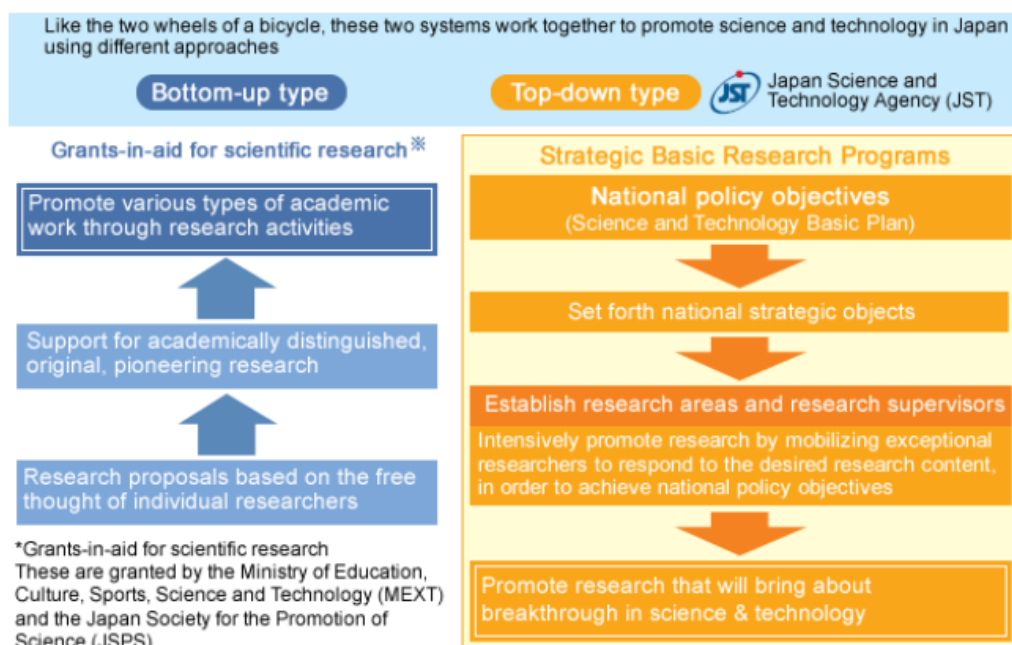 Like the two wheels of a bicycle, these two systems work together to promote science and technology in Japan
using different approaches
Bottom-up type
Top-down type
JST
Japan Science and
Technology Agency (JST)
Grants-in-aid for scientific research※
Promote various types of academic
work through research activities
Support for academically distinguished,
original, pioneering research
Research proposals based on the free
thought of individual researchers
*Grants-in-aid for scientific research
These are granted by the Ministry of Education,
Culture, Sports, Science and Technology (MEXT)
and the Japan Society for the Promotion of
Science (JSPS)
Strategic Basic Research Programs
National policy objectives
(Science and Technology Basic Plan)
Set forth national strategic objects
Establish research areas and research supervisors
Intensively promote research by mobilizing exceptional
researchers to respond to the desired research content,
in order to achieve national policy objectives
Promote research that will bring about
breakthrough in science & technology